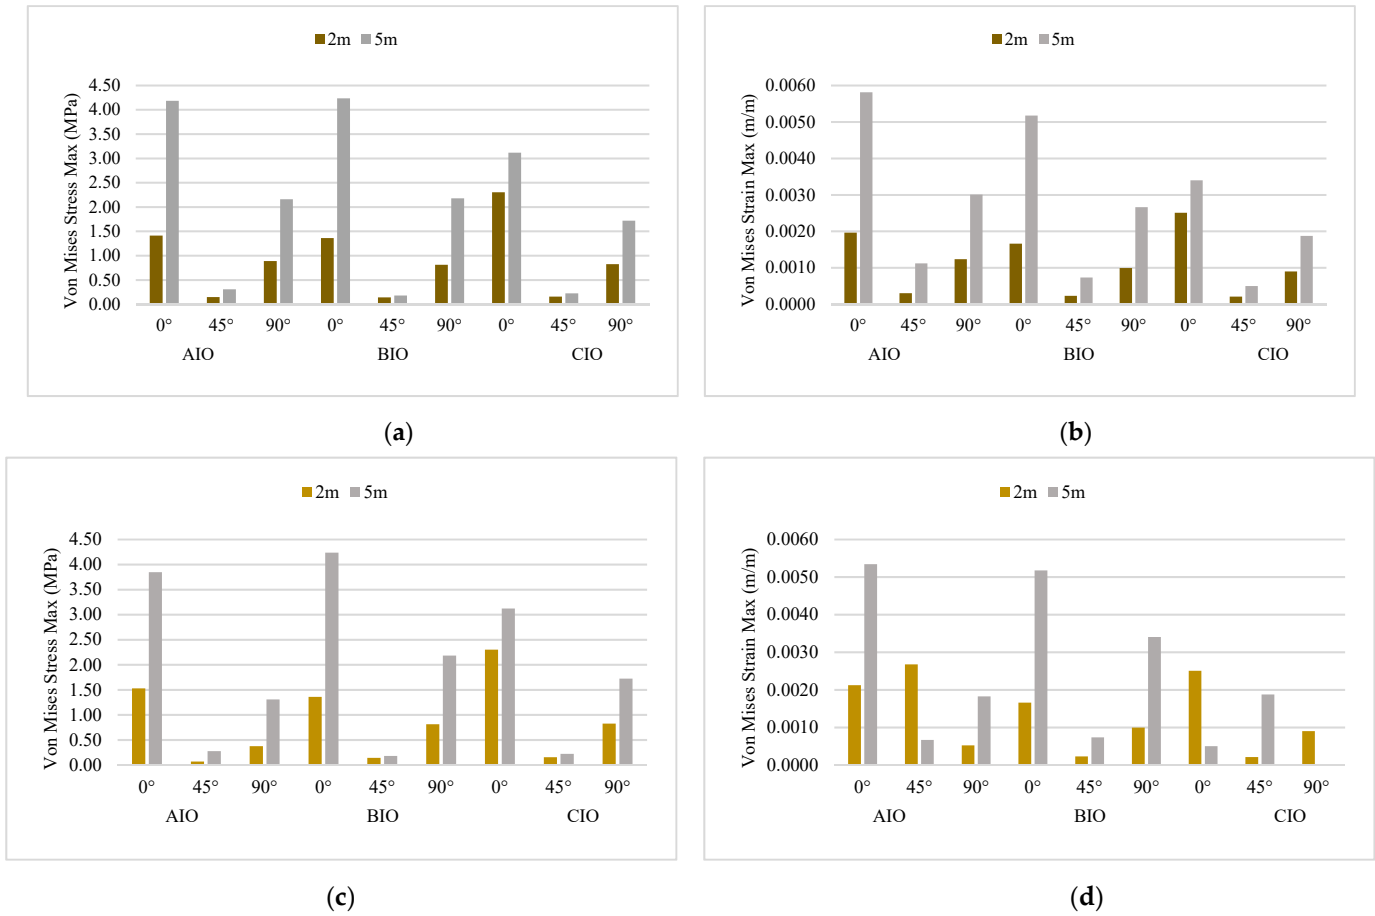 2m 5m
Von Mises Stress Max (MPa)
4.50
4.00
3.50
3.00
2.50
2.00
1.50
1.00
0.50
0.00
0° 45° 90° 0° 45° 90° 0° 45° 90°
AIO BIO CIO
(a)
2m 5m
Von Mises Strain Max (m/m)
0.0060
0.0050
0.0040
0.0030
0.0020
0.0010
0.0000
0° 45° 90° 0° 45° 90° 0° 45° 90°
AIO BIO CIO
(b)
2m 5m
Von Mises Stress Max (MPa)
4.50
4.00
3.50
3.00
2.50
2.00
1.50
1.00
0.50
0.00
0° 45° 90° 0° 45° 90° 0° 45° 90°
AIO BIO CIO
(c)
2m 5m
Von Mises Strain Max (m/m)
0.0060
0.0050
0.0040
0.0030
0.0020
0.0010
0.0000
0° 45° 90° 0° 45° 90° 0° 45° 90°
AIO BIO CIO
(d)